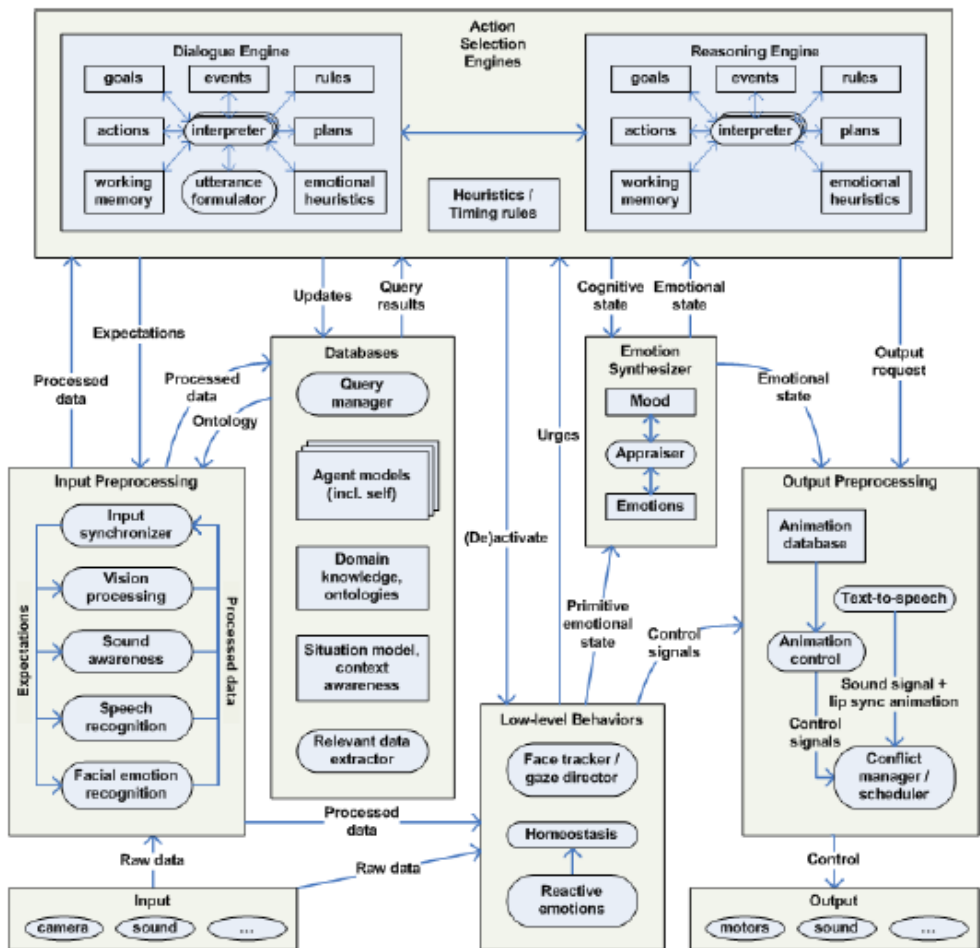 Action
Selection
Engines
Dialogue Engine
goals
events
rules
actions
interpreter
plans
working
memory
utterance
formulator
emotional
heuristics
Heuristics /
Timing rules
Reasoning Engine
goals
events
rules
actions
interpreter
plans
working
memory
emotional
heuristics
Processed
data
Expectations
Updates
Query
results
Cognitive
state
Emotional
state
Output
request
Processed
data
Ontology
Databases
Query
manager
Agent models
(incl. self)
Domain
knowledge,
ontologies
Situation model,
context
awareness
Relevant data
extractor
(De)activate
Urges
Emotion
Synthesizer
Mood
Appraiser
Emotions
Emotional
state
Primitive
emotional
state
Control
signals
Input Preprocessing
Input
synchronizer
Vision
processing
Sound
awareness
Speech
recognition
Facial emotion
recognition
Expectations
Processed data
Output Preprocessing
Animation
database
Text-to-speech
Animation
control
Sound signal +
lip sync animation
Control
signals
Conflict
manager /
scheduler
Low-level Behaviors
Face tracker /
gaze director
Homeostasis
Reactive
emotions
Processed
data
Raw data
Raw data
Control
Input
camera
sound
...
Output
motors
sound
...